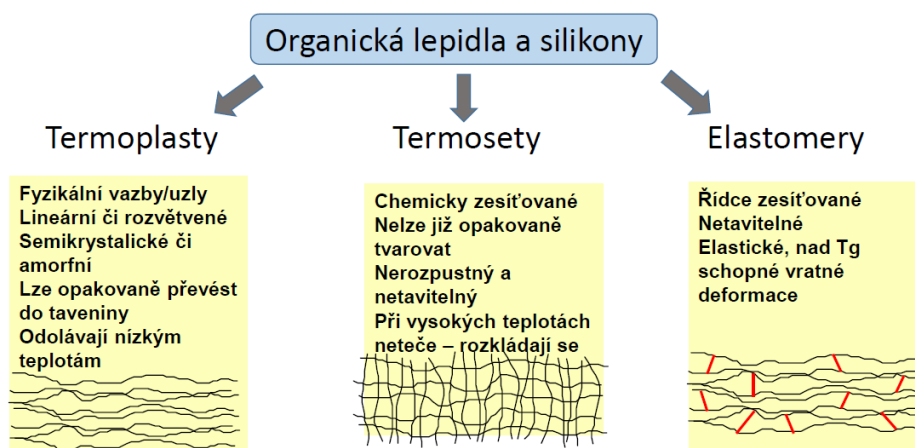 Organická lepidla a silikony
Termoplasty
Fyzikální vazby/uzly
Lineární či rozvětvené
Semikrystalické či
amorfní
Lze opakovaně převést
do taveniny
Odolávají nízkým
teplotám
Termosety
Chemicky zesíťované
Nelze již opakovaně
tvarovat
Nerozpustný a
netavitelný
Při vysokých teplotách
neteče – rozkládají se
Elastomery
Řídce zesíťované
Netavitelné
Elastické, nad Tg
schopné vratné
deformace